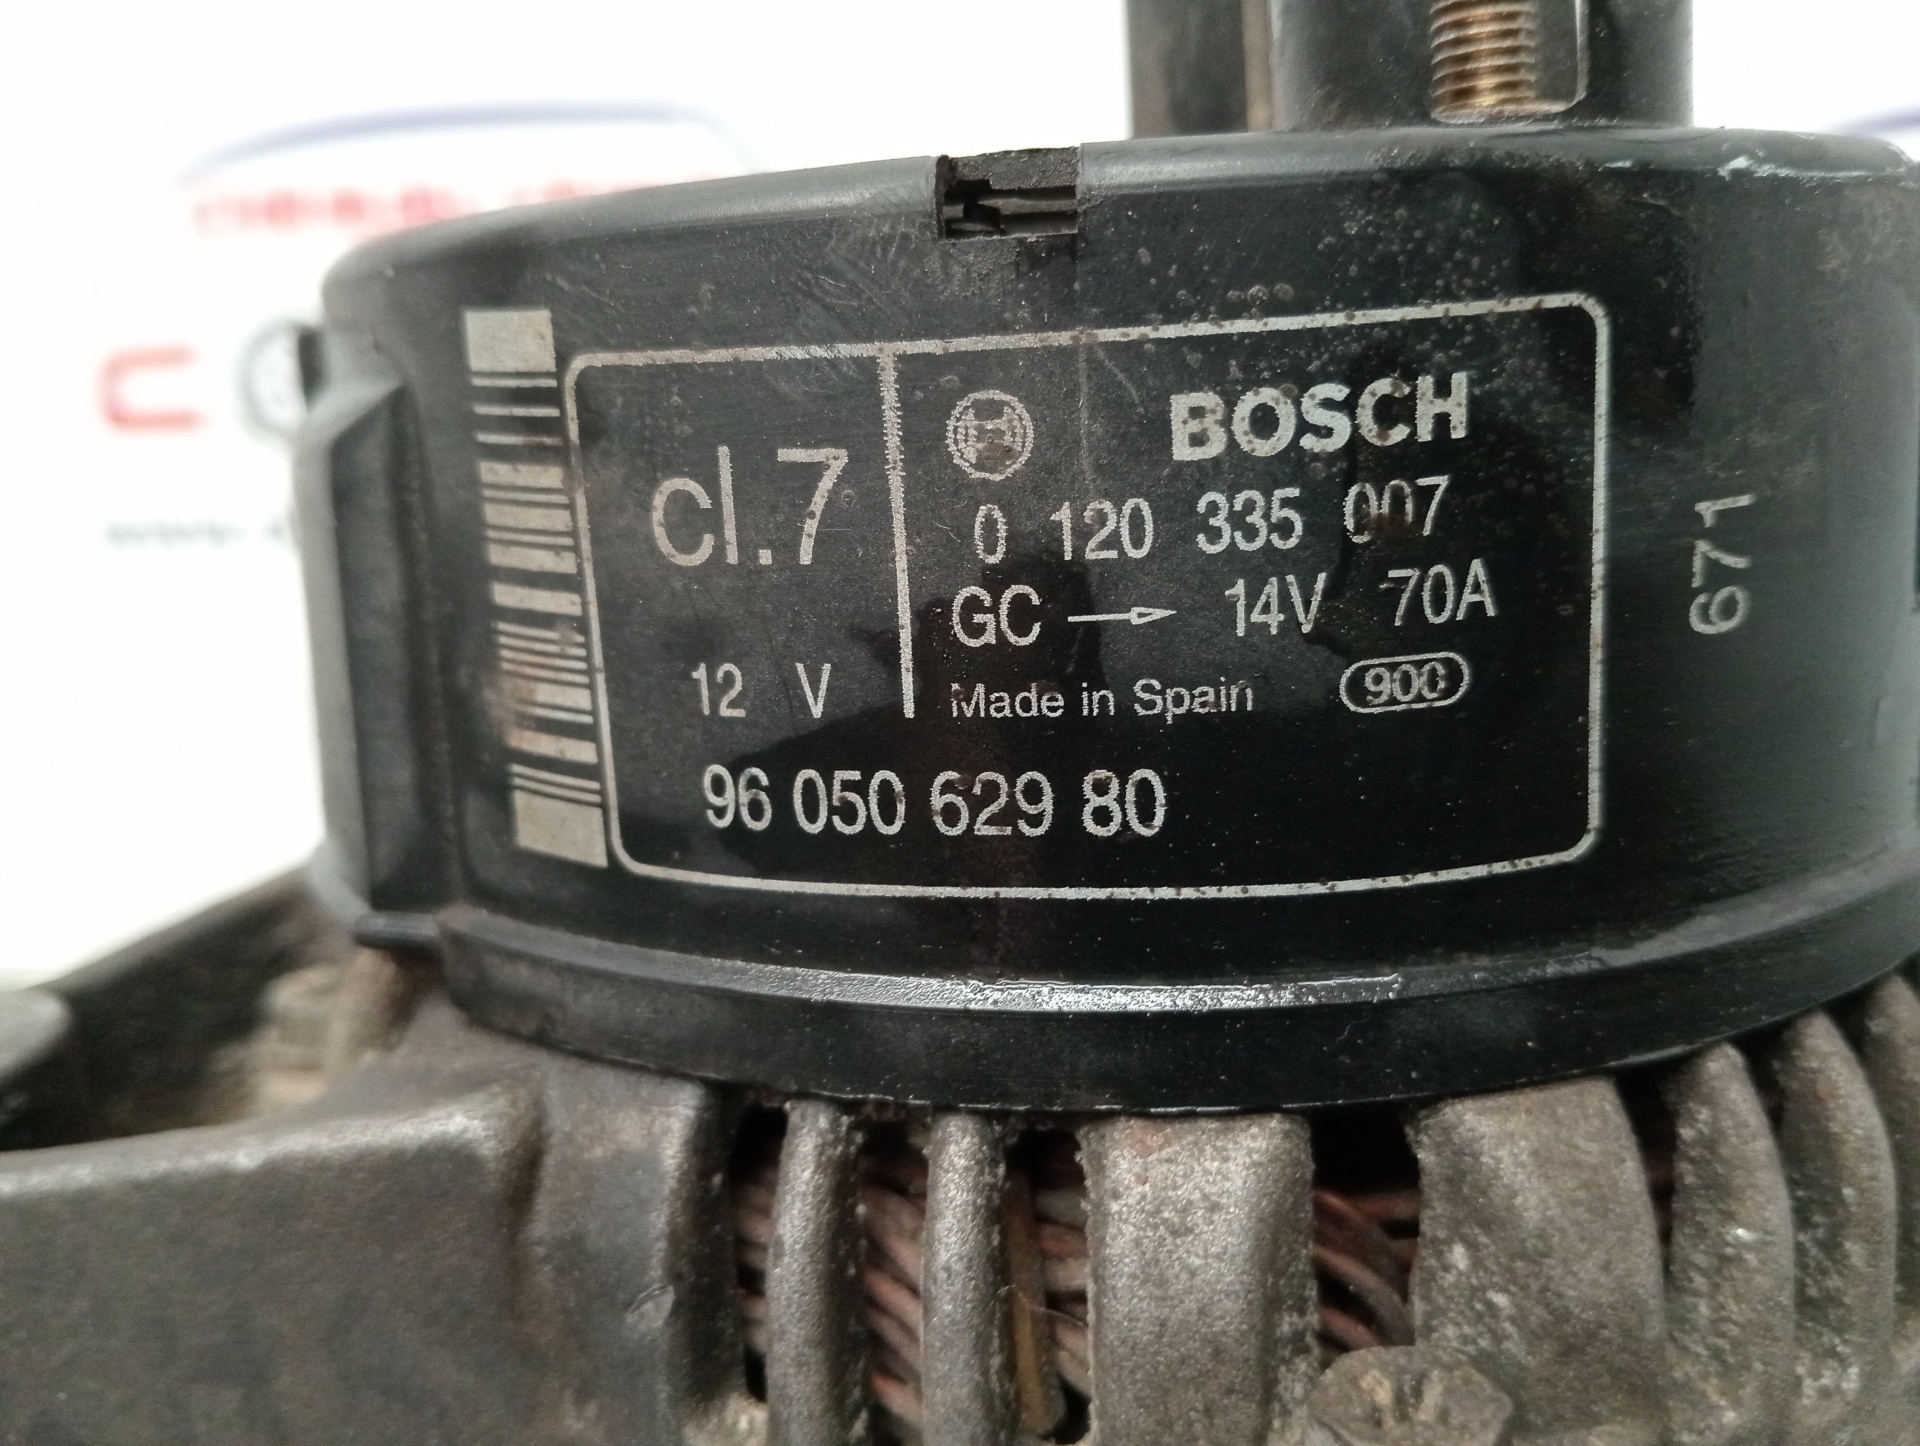 cl.7
12 V
BOSCH
0 120 335 007
GC → 14V 70A
Made in Spain 900
96 050 629 80
671